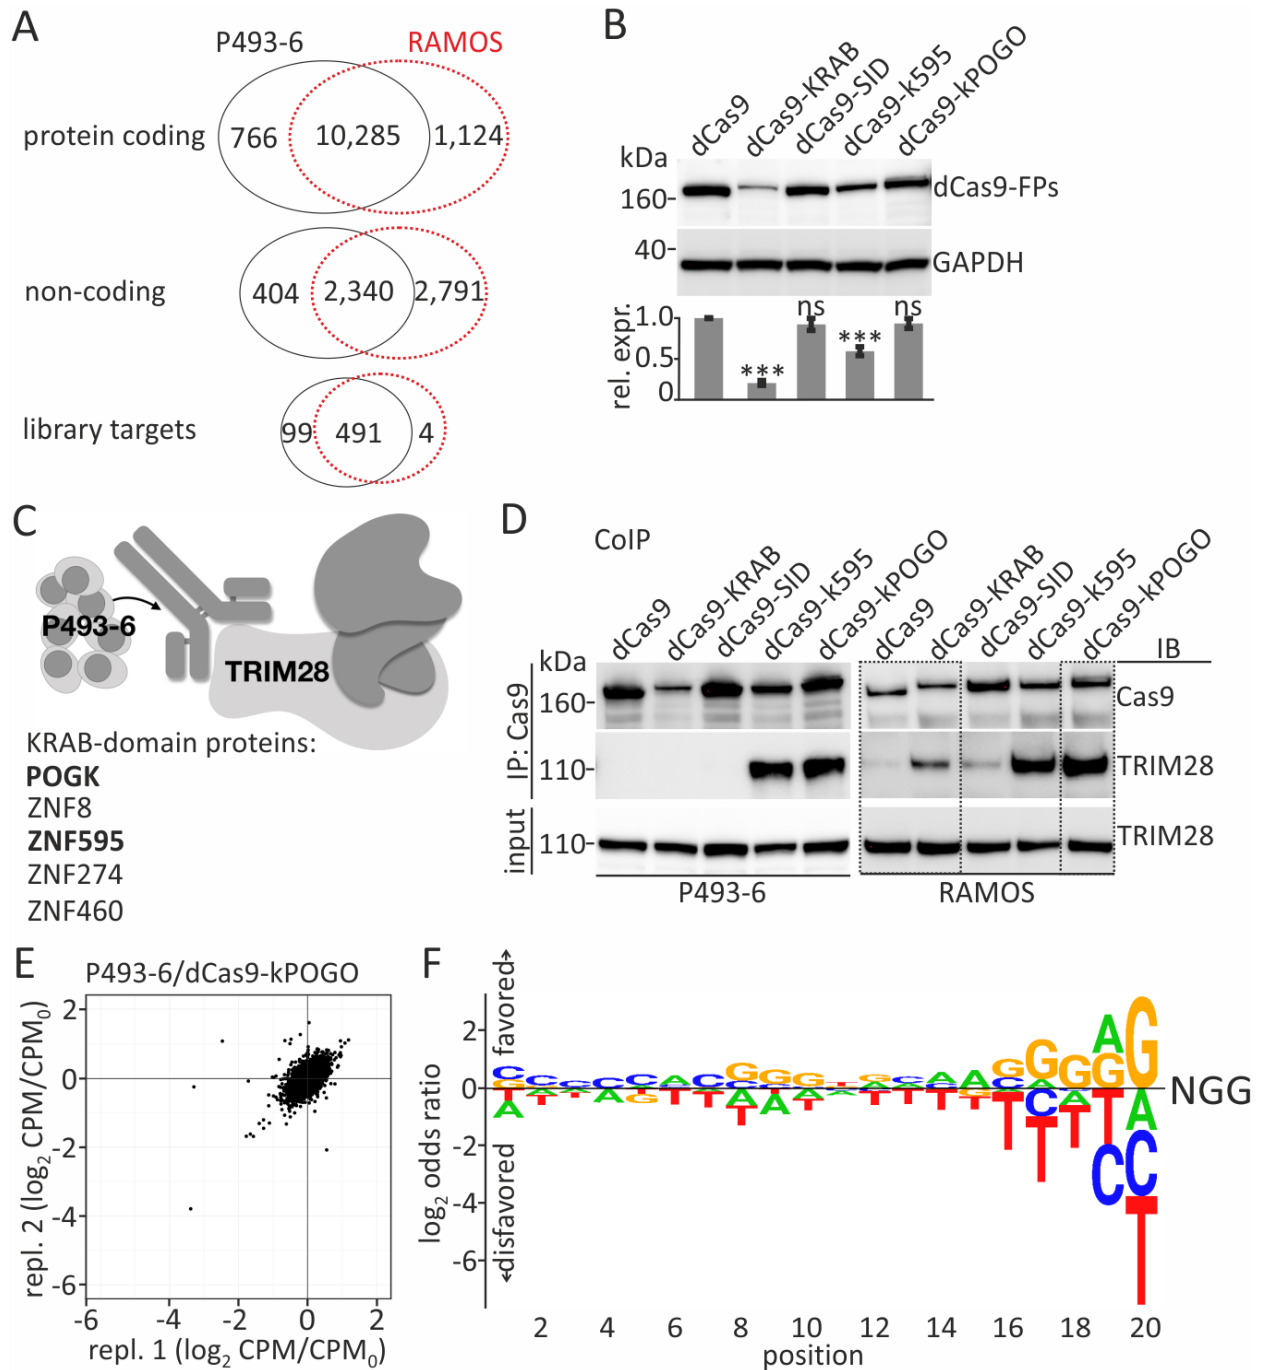 A
P493-6 RAMOS
protein coding 766 10,285 1,124
non-coding 404 2,340 2,791
library targets 99 491 4
B
dCas9 dCas9-KRAB dCas9-SID dCas9-k595 dCas9-kPOGO
kDa
160- dCas9-FPs
40-
GAPDH
rel. expr.
1.0 ns ns
0.5 *** ***
0
C
P493-6
TRIM28
KRAB-domain proteins:
POGK
ZNF8
ZNF595
ZNF274
ZNF460
D
CoIP
dCas9 dCas9-KRAB dCas9-SID dCas9-k595 dCas9-kPOGO dCas9 dCas9-KRAB dCas9-SID dCas9-k595 dCas9-kPOGO
kDa IB
IP: Cas9
160- Cas9
110- TRIM28
input
110- TRIM28
P493-6 RAMOS
E
P493-6/dCas9-kPOGO
repl. 2 (log2 CPM/CPM0)
2
0
-2
-4
-6
-6 -4 -2 0 2
repl. 1 (log2 CPM/CPM0)
F
log2 odds ratio
favored
disfavored
2
0
-2
-4
-6
NGG
2 4 6 8 10 12 14 16 18 20
position